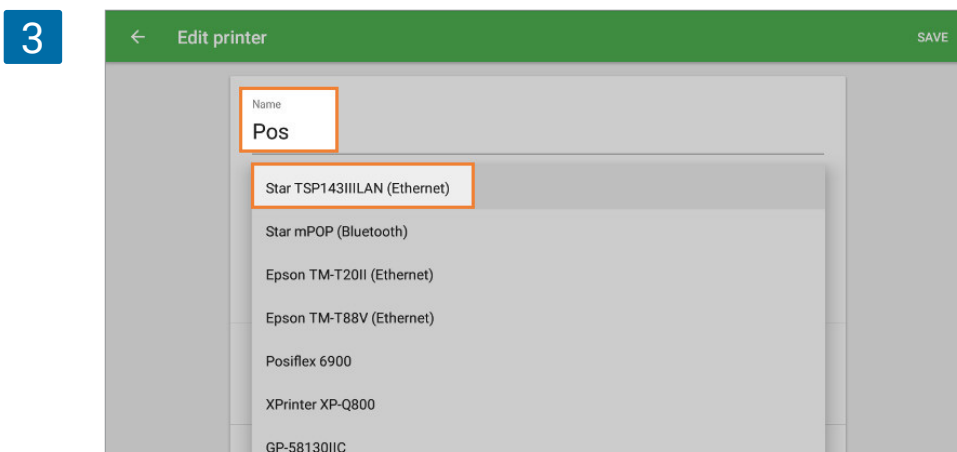 3
Edit printer
SAVE
Name
Pos
Star TSP143IIILAN (Ethernet)
Star mPOP (Bluetooth)
Epson TM-T20II (Ethernet)
Epson TM-T88V (Ethernet)
Posiflex 6900
XPrinter XP-Q800
GP-58130IIC